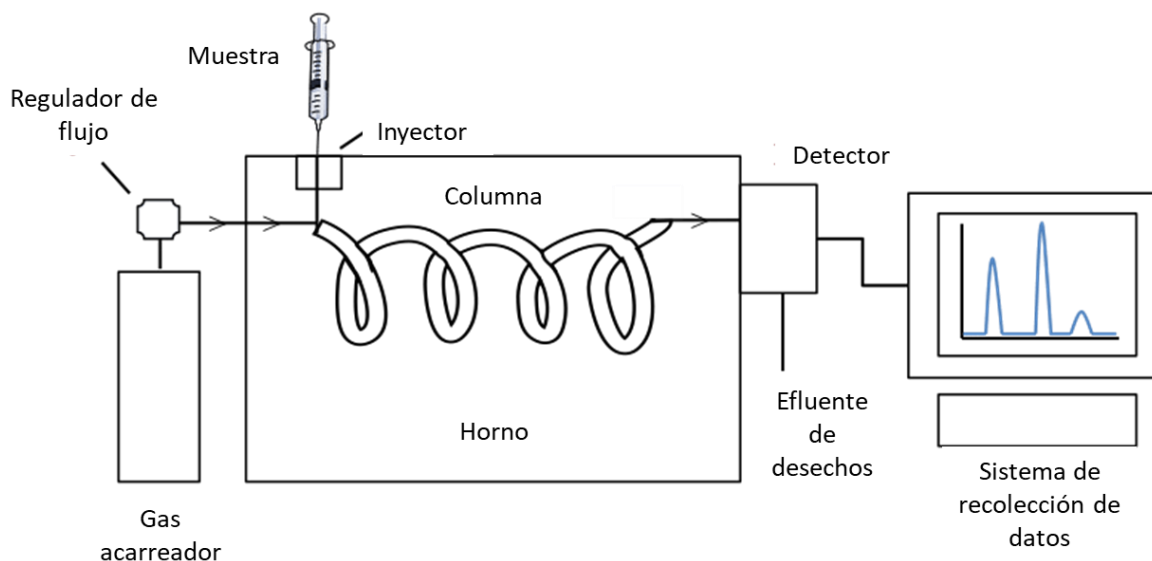 Muestra
Regulador de
flujo
Inyector
Detector
Columna
Horno
Efluente
de
desechos
Sistema de
recolección de
datos
Gas
acarreador